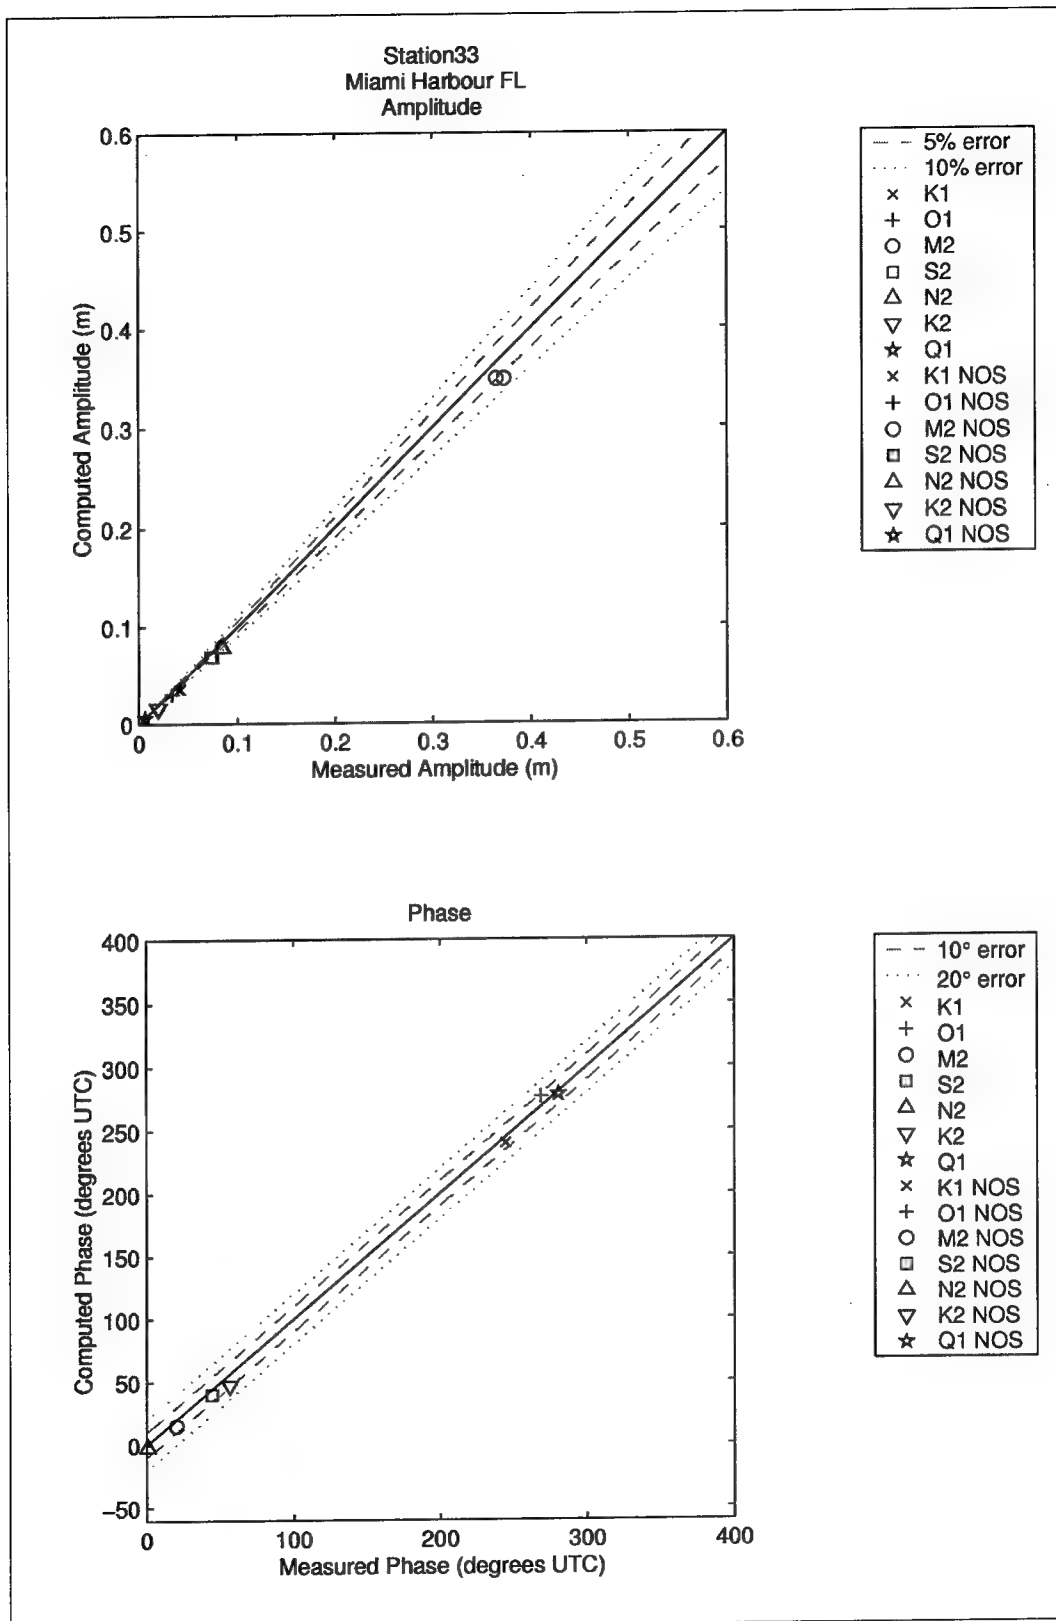 Station33
Miami Harbour FL
Amplitude
0.6
0.5
0.4
0.3
0.2
0.1
0
Computed Amplitude (m)
0
0.1
0.2
0.3
0.4
0.5
0.6
Measured Amplitude (m)
5% error
10% error
K1
O1
M2
S2
N2
K2
Q1
K1 NOS
O1 NOS
M2 NOS
S2 NOS
N2 NOS
K2 NOS
Q1 NOS
Phase
400
350
300
250
200
150
100
50
0
−50
Computed Phase (degrees UTC)
0
100
200
300
400
Measured Phase (degrees UTC)
10° error
20° error
K1
O1
M2
S2
N2
K2
Q1
K1 NOS
O1 NOS
M2 NOS
S2 NOS
N2 NOS
K2 NOS
Q1 NOS